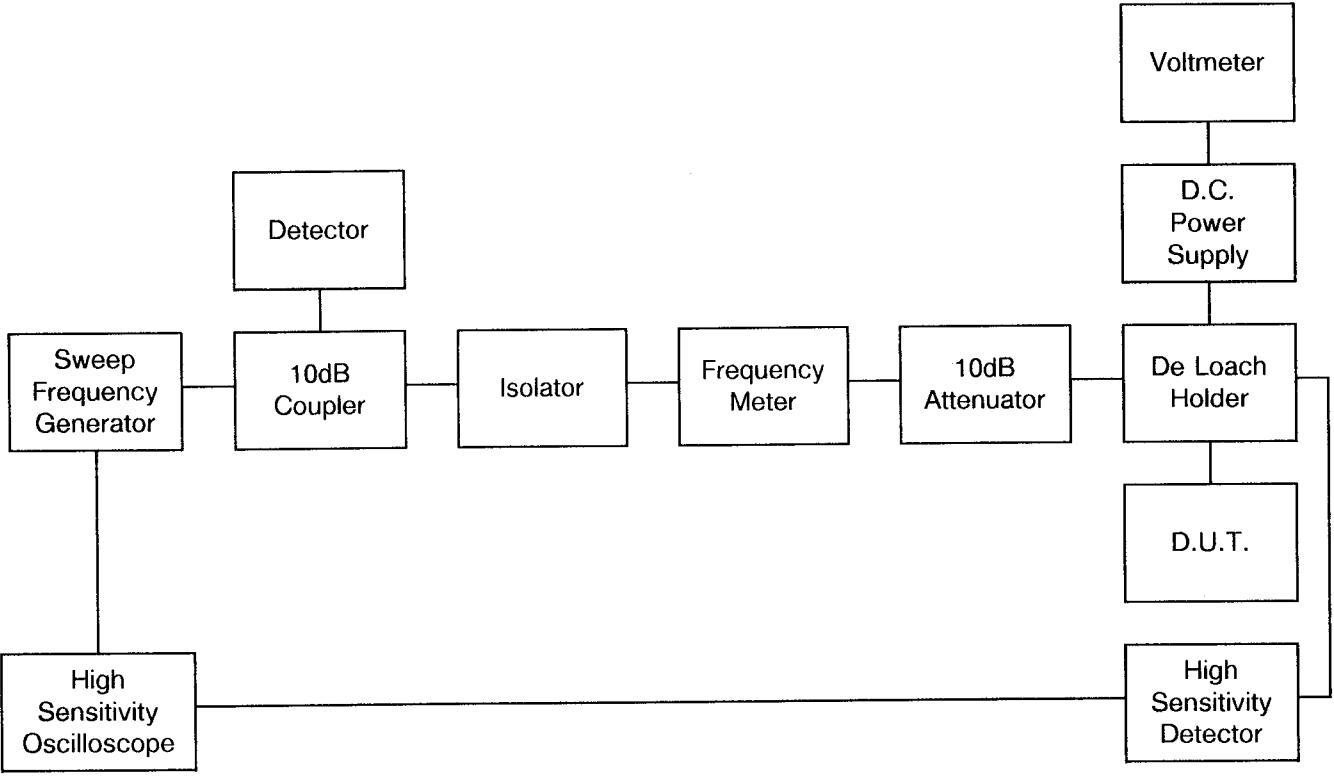 Voltmeter
D.C.
Power
Supply
Detector
Sweep
Frequency
Generator
10dB
Coupler
Isolator
Frequency
Meter
10dB
Attenuator
De Loach
Holder
D.U.T.
High
Sensitivity
Oscilloscope
High
Sensitivity
Detector